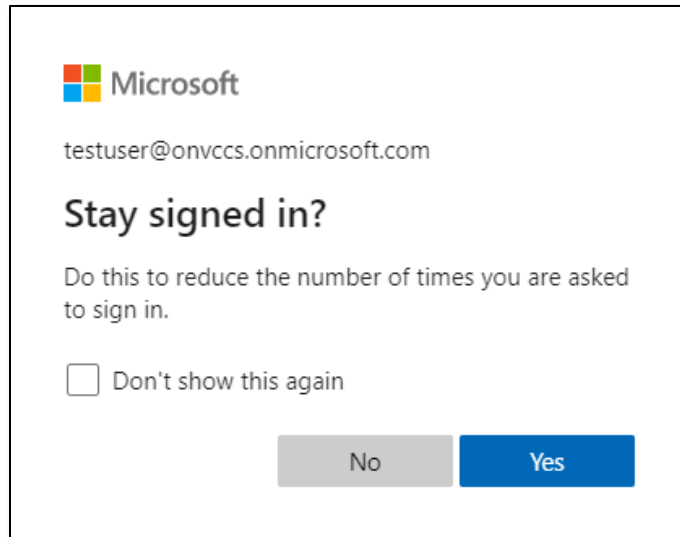 Microsoft
testuser@onvccs.onmicrosoft.com
Stay signed in?
Do this to reduce the number of times you are asked
to sign in.
Don't show this again
No
Yes